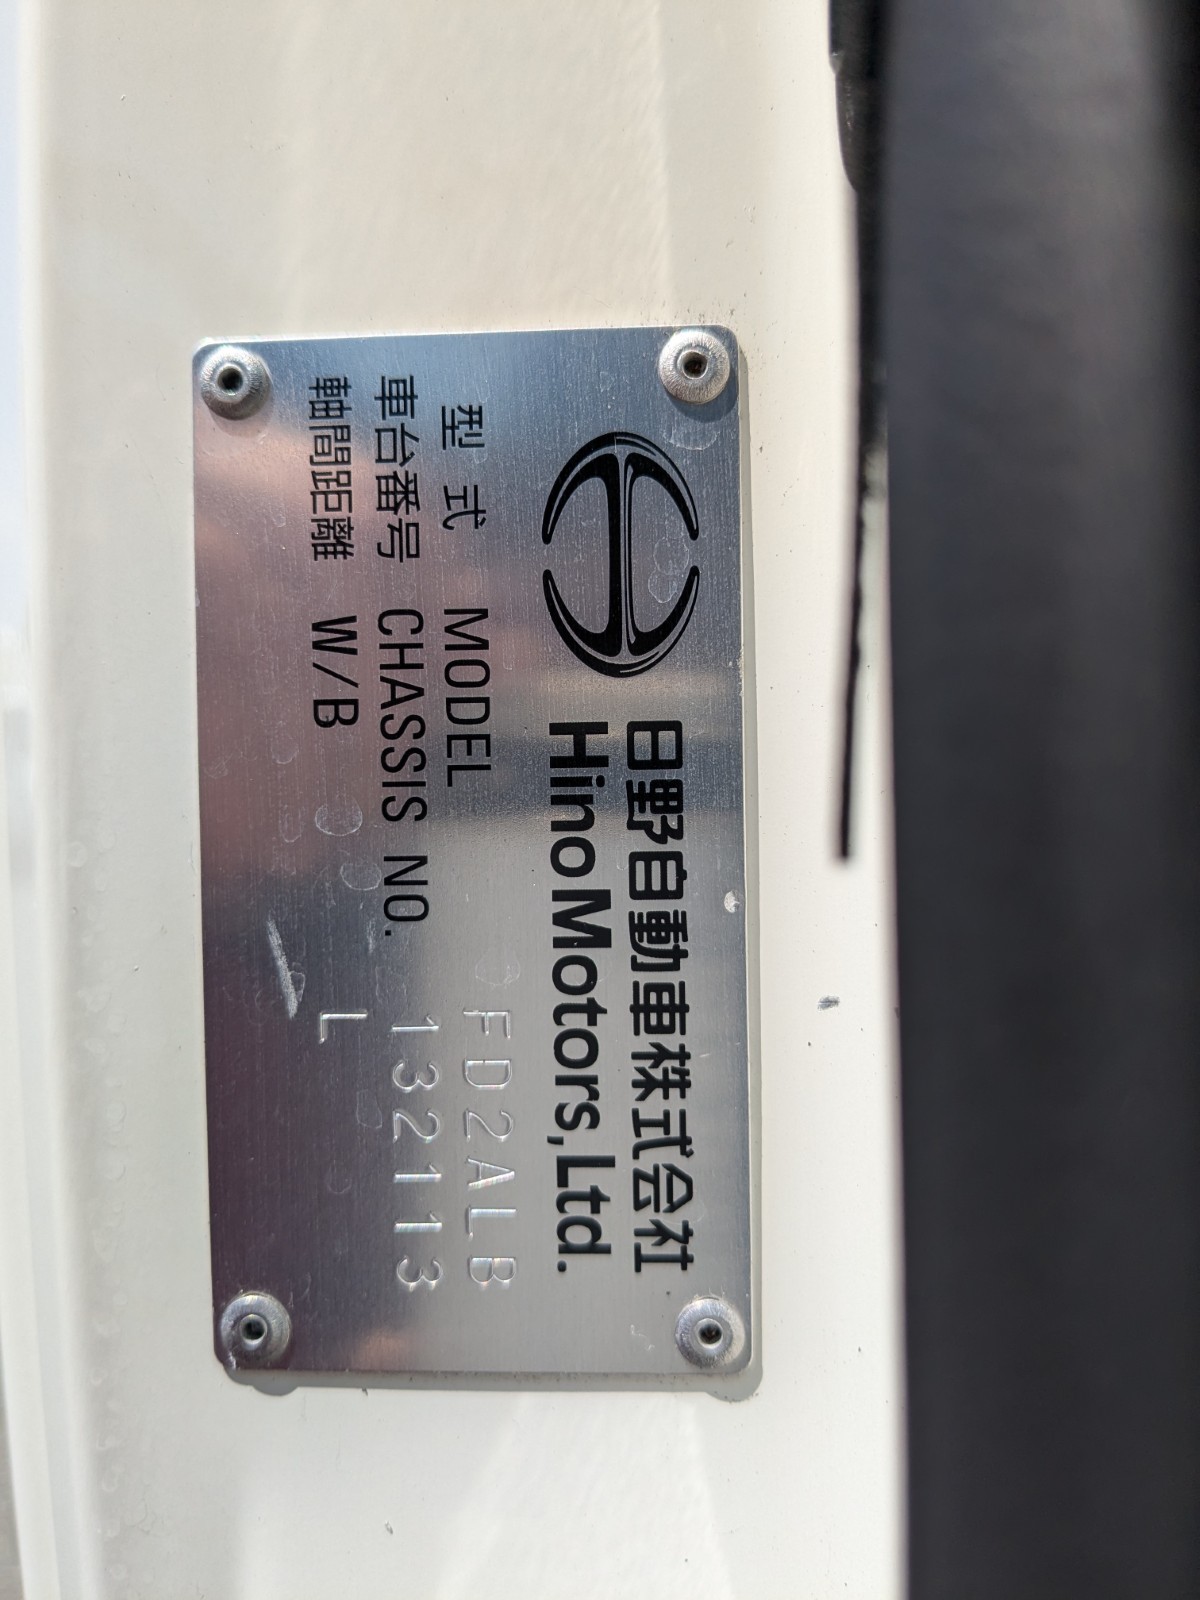 日野自動車株式会社
Hino Motors, Ltd.
型式 MODEL FD2ALB
車台番号 CHASSIS NO. 132113
軸間距離 W/B L